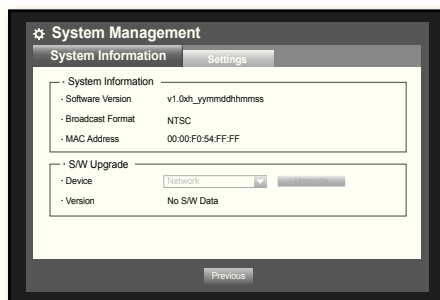 System Management
System Information Settings
· System Information
· Software Version v1.0xh_yymmddhhmmss
· Broadcast Format NTSC
· MAC Address 00:00:F0:54:FF:FF
· S/W Upgrade
· Device Network Upgrade
· Version No S/W Data
Previous